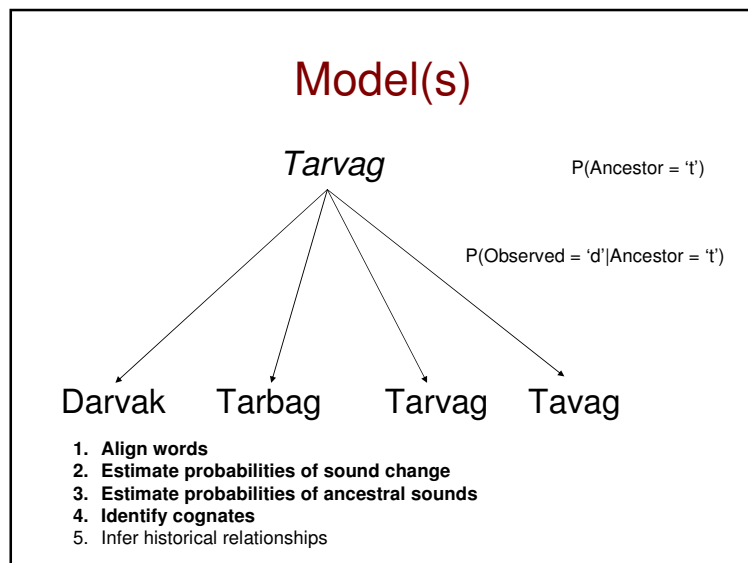 Model(s)
Tarvag
P(Ancestor = ‘t’)
P(Observed = ‘d’|Ancestor = ‘t’)
Darvak Tarbag Tarvag Tavag
1. Align words
2. Estimate probabilities of sound change
3. Estimate probabilities of ancestral sounds
4. Identify cognates
5. Infer historical relationships